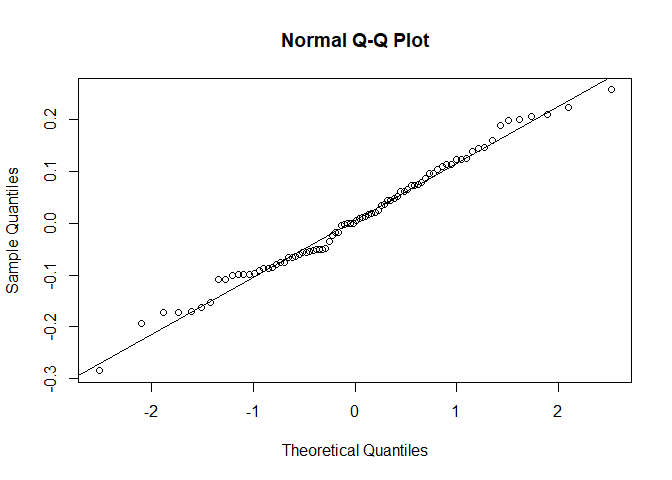 Normal Q-Q Plot
Sample Quantiles
0.2
0.1
0.0
-0.1
-0.2
-0.3
-2 -1 0 1 2
Theoretical Quantiles